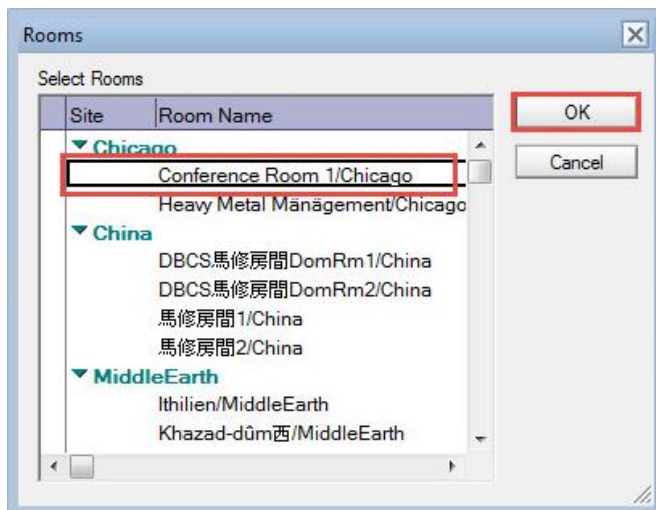 Rooms
Select Rooms
Site Room Name
OK
Cancel
Chicago
Conference Room 1/Chicago
Heavy Metal Mänägement/Chicago
China
DBCS馬修房間DomRm1/China
DBCS馬修房間DomRm2/China
馬修房間1/China
馬修房間2/China
MiddleEarth
Ithilien/MiddleEarth
Khazad-dûm西/MiddleEarth